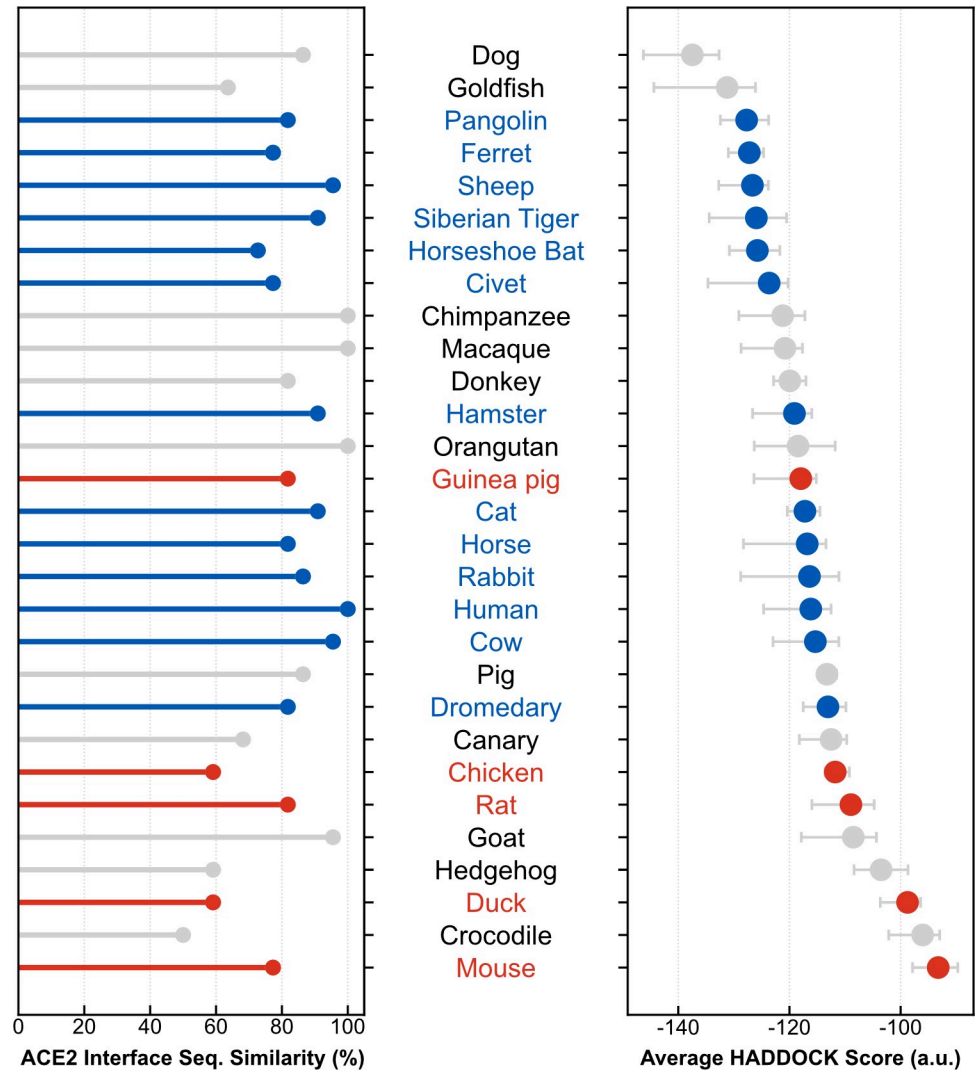 Dog
Goldfish
Pangolin
Ferret
Sheep
Siberian Tiger
Horseshoe Bat
Civet
Chimpanzee
Macaque
Donkey
Hamster
Orangutan
Guinea pig
Cat
Horse
Rabbit
Human
Cow
Pig
Dromedary
Canary
Chicken
Rat
Goat
Hedgehog
Duck
Crocodile
Mouse
0 20 40 60 80 100
ACE2 Interface Seq. Similarity (%)
-140 -120 -100
Average HADDOCK Score (a.u.)